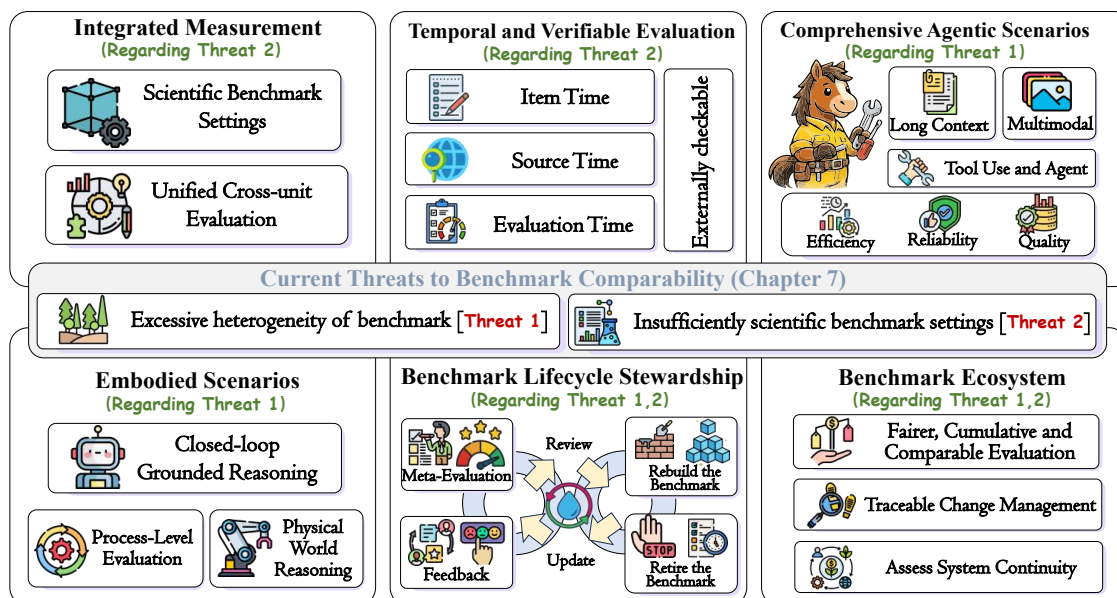 Integrated Measurement
(Regarding Threat 2)
Scientific Benchmark
Settings
Unified Cross-unit
Evaluation
Temporal and Verifiable Evaluation
(Regarding Threat 2)
Item Time
Source Time
Evaluation Time
Externally checkable
Comprehensive Agentic Scenarios
(Regarding Threat 1)
Long Context
Multimodal
Tool Use and Agent
Efficiency
Reliability
Quality
Current Threats to Benchmark Comparability (Chapter 7)
Excessive heterogeneity of benchmark [Threat 1]
Insufficiently scientific benchmark settings [Threat 2]
Embodied Scenarios
(Regarding Threat 1)
Closed-loop
Grounded Reasoning
Process-Level
Evaluation
Physical
World
Reasoning
Benchmark Lifecycle Stewardship
(Regarding Threat 1,2)
Meta-Evaluation
Review
Rebuild the
Benchmark
Feedback
Update
STOP
Retire the
Benchmark
Benchmark Ecosystem
(Regarding Threat 1,2)
Fairer, Cumulative and
Comparable Evaluation
Traceable Change Management
Assess System Continuity